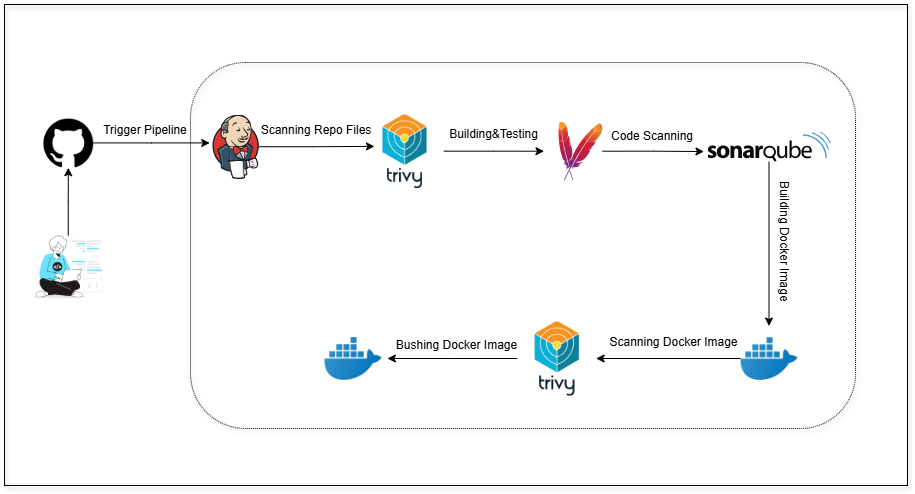 Trigger Pipeline
Scanning Repo Files
trivy
Building&Testing
Code Scanning
sonarqube
Building Docker Image
Scanning Docker Image
trivy
Bushing Docker Image